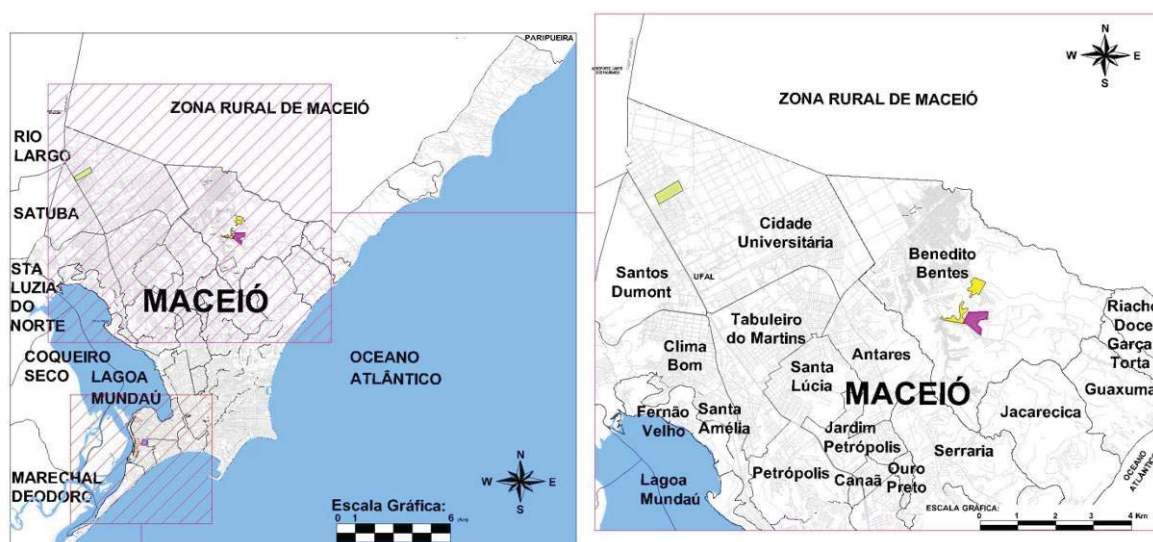 PARIPUEIRA
ZONA RURAL DE MACEIÓ
RIO
LARGO
SATUBA
STA
LUZIA
DO
NORTE
MACEIÓ
COQUEIRO
SECO
LAGOA
MUNDAÚ
OCEANO
ATLÂNTICO
MARECHAL
DEODORO
N
W E
S
Escala Gráfica:
0 1 6 (Km)
N
W E
S
ZONA RURAL DE MACEIÓ
Cidade
Universitária
Benedito
Bentes
UFAL
Santos
Dumont
Riacho
Doce
Garça
Torta
Tabuleiro
do Martins
Clima
Bom
Antares
Santa
Lúcia
MACEIÓ
Guaxuma
Jacarecica
Fernão
Velho
Santa
Amélia
Jardim
Petrópolis
Serraria
Petrópolis
Canaã
Ouro
Preto
Lagoa
Mundaú
OCEANO
ATLÂNTICO
ESCALA GRÁFICA:
0 1 2 3 4 Km